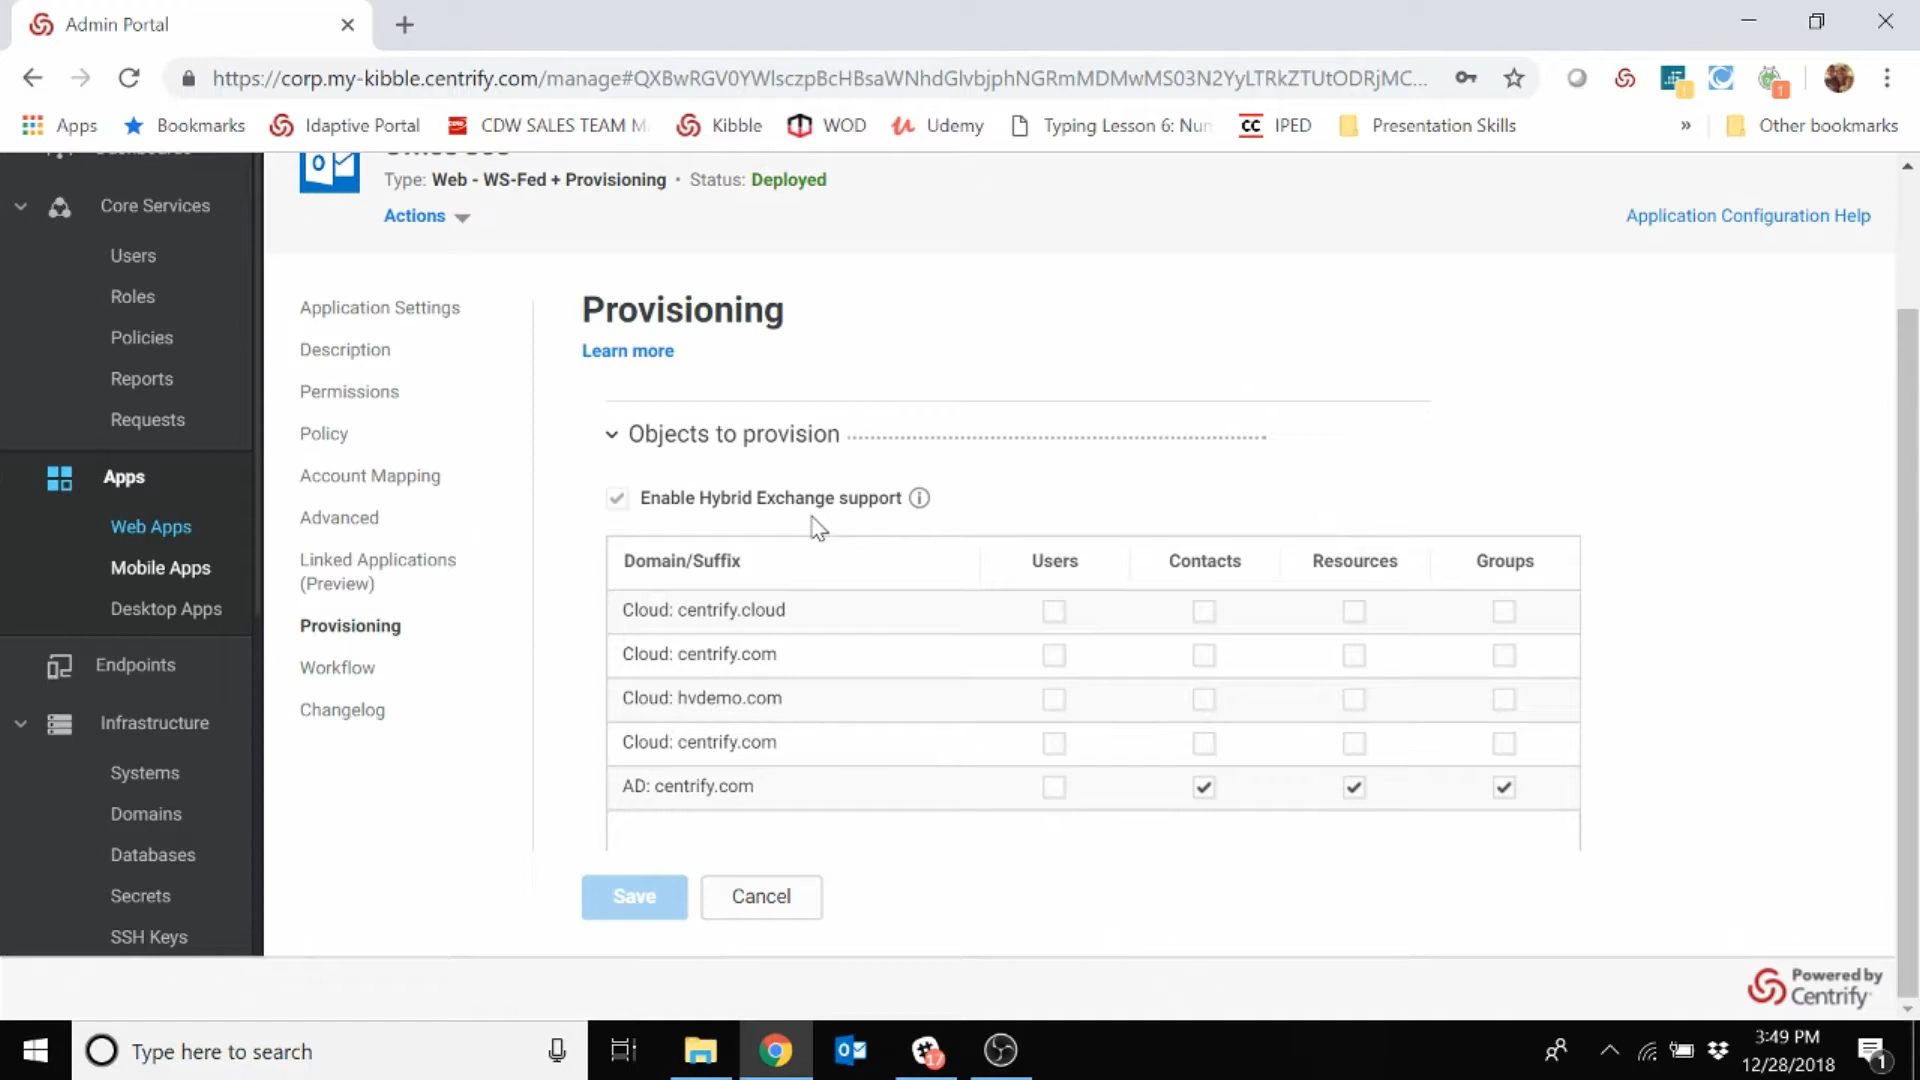 Admin Portal
https://corp.my-kibble.centrify.com/manage#QXBwRGV0YWlsczpBcHBsaWNhdGlvbjphNGRmMDMwMS03N2YyLTRkZTUtODRjMC...
Apps
Bookmarks
Idaptive Portal
CDW SALES TEAM M
Kibble
WOD
Udemy
Typing Lesson 6: Num
IPED
Presentation Skills
»
Other bookmarks
Type: Web - WS-Fed + Provisioning • Status: Deployed
Actions
Application Configuration Help
Core Services
Users
Roles
Policies
Reports
Requests
Apps
Web Apps
Mobile Apps
Desktop Apps
Endpoints
Infrastructure
Systems
Domains
Databases
Secrets
SSH Keys
Application Settings
Description
Permissions
Policy
Account Mapping
Advanced
Linked Applications
(Preview)
Provisioning
Workflow
Changelog
Provisioning
Learn more
Objects to provision
Enable Hybrid Exchange support
Domain/Suffix Users Contacts Resources Groups
Cloud: centrify.cloud
Cloud: centrify.com
Cloud: hvdemo.com
Cloud: centrify.com
AD: centrify.com
Save
Cancel
Powered by
Centrify
Type here to search
17
3:49 PM
12/28/2018
1